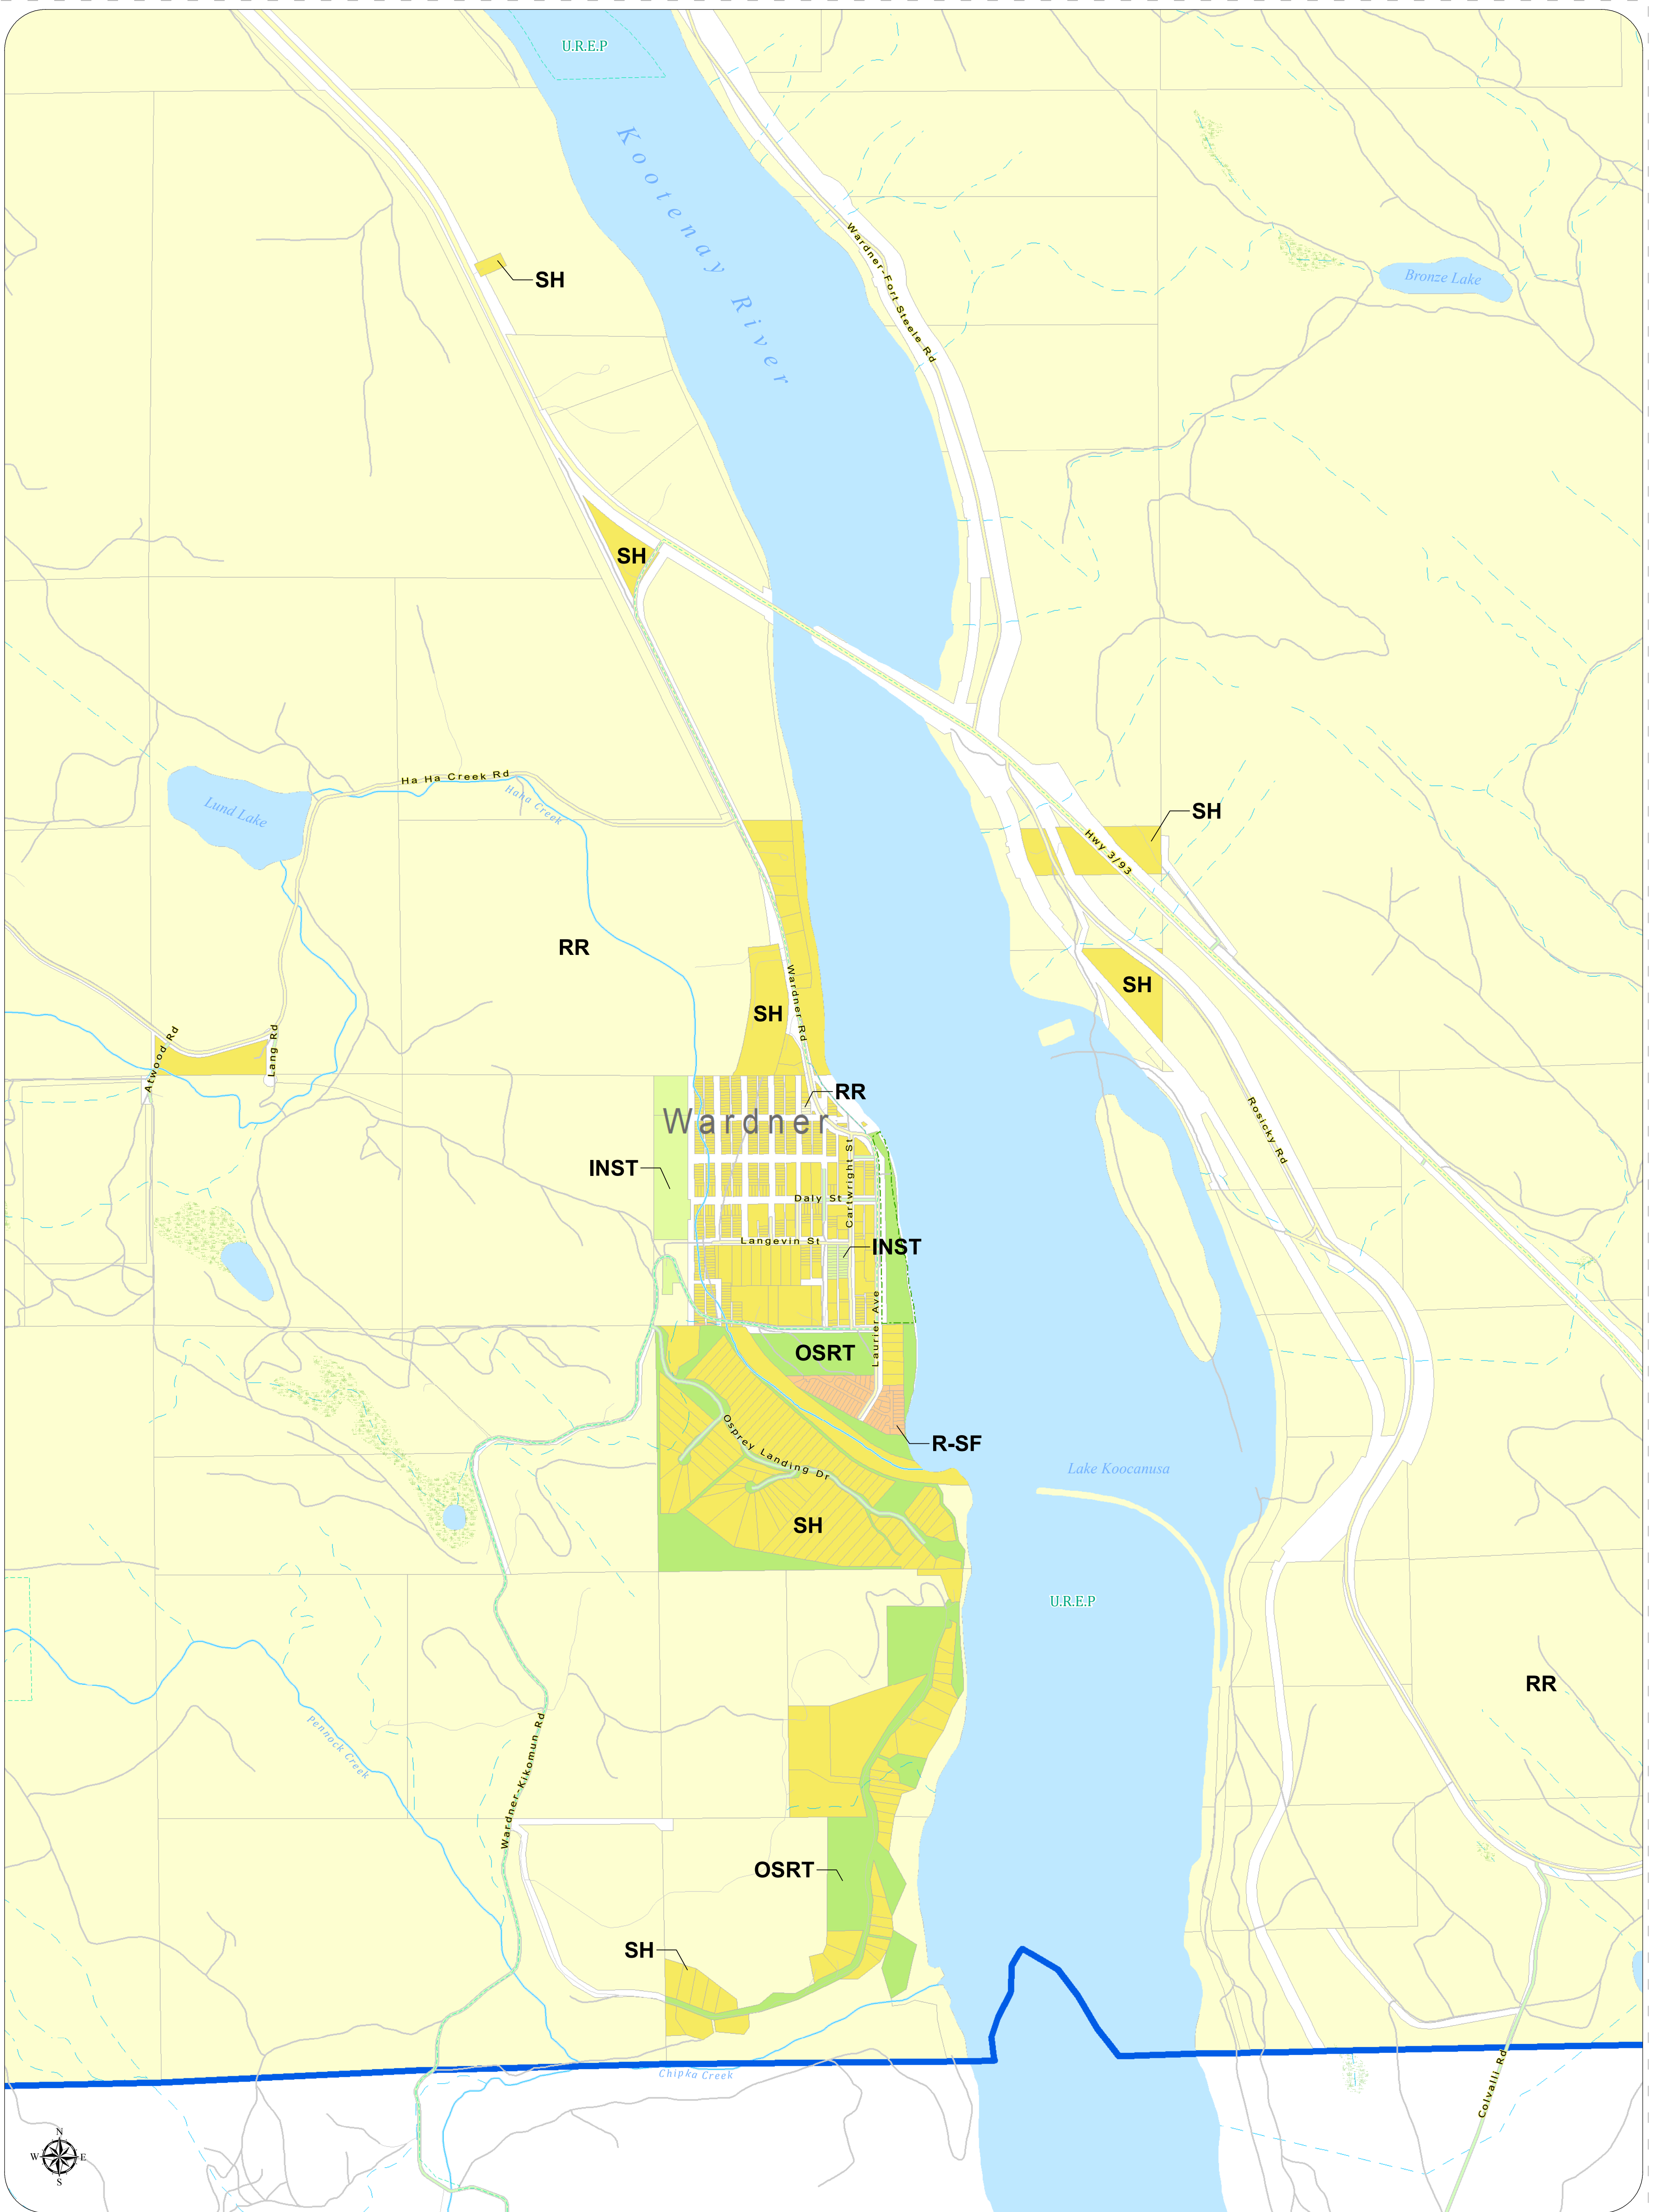 U.R.E.P
Kootenay River
Wardner-Fort Steele Rd
SH
Bronze Lake
SH
Ha Ha Creek Rd
Haha Creek
Lund Lake
SH
Hwy 3/93
RR
SH
Wardner Rd
SH
Atwood Rd
Lang Rd
RR
Wardner
Rosicky Rd
INST
Cartwright St
Daly St
Langevin St
INST
Laurier Ave
OSRT
R-SF
Osprey Landing Dr
Lake Koocanusa
SH
U.R.E.P
RR
Pennock Creek
Wardner-Kikomun Rd
OSRT
SH
Chipka Creek
Colvalli Rd
N
W E
S